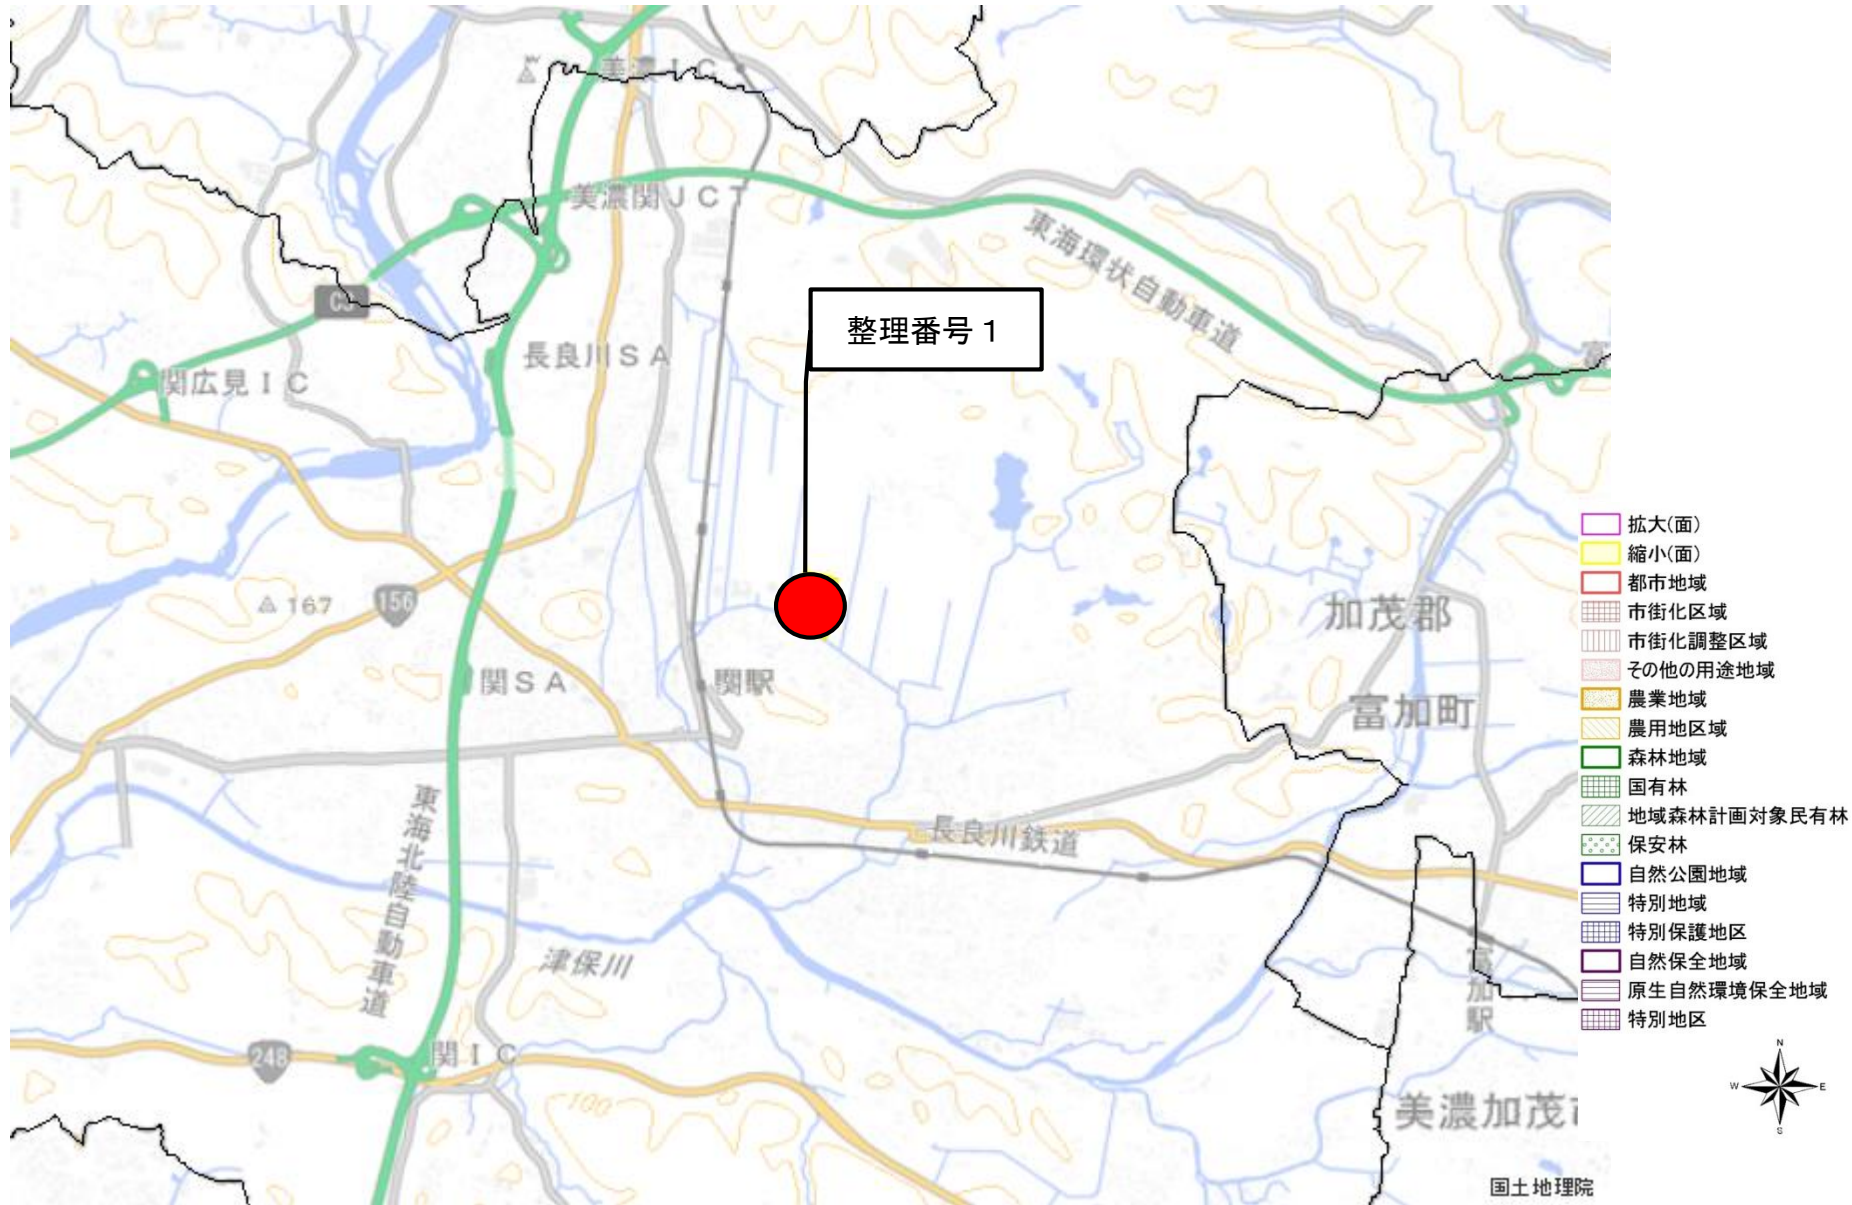 美濃IC
美濃関JCT
東海環状自動車道
C3
整理番号1
長良川SA
関広見IC
富
拡大(面)
縮小(面)
都市地域
市街化区域
市街化調整区域
その他の用途地域
農業地域
農用地区域
森林地域
国有林
地域森林計画対象民有林
保安林
自然公園地域
特別地域
特別保護地区
自然保全地域
原生自然環境保全地域
特別地区
167
156
加茂郡
関SA
関駅
富加町
東海北陸自動車道
長良川鉄道
津保川
富加駅
248
関IC
100
美濃加茂市
N
W
E
S
国土地理院